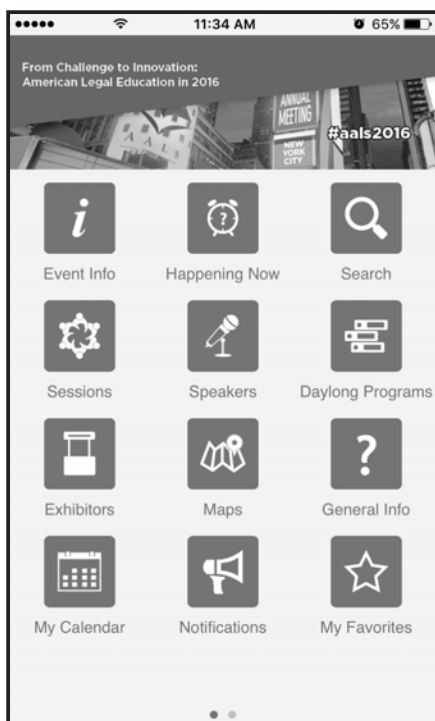 11:34 AM
65%
From Challenge to Innovation:
American Legal Education in 2016
AALS
ANNUAL
MEETING
NEW
YORK
CITY
#aals2016
i
?
Event Info
Happening Now
Search
Sessions
Speakers
Daylong Programs
?
Exhibitors
Maps
General Info
My Calendar
Notifications
My Favorites